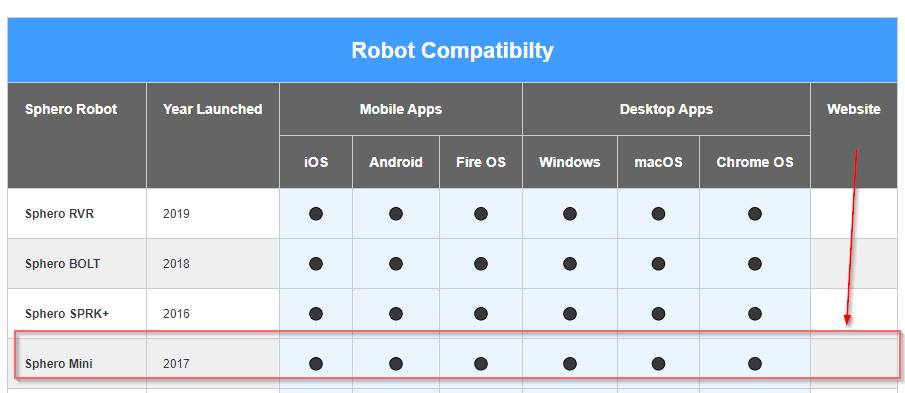 Robot Compatibilty
Sphero Robot Year Launched Mobile Apps Desktop Apps Website
iOS Android Fire OS Windows macOS Chrome OS
Sphero RVR 2019
Sphero BOLT 2018
Sphero SPRK+ 2016
Sphero Mini 2017